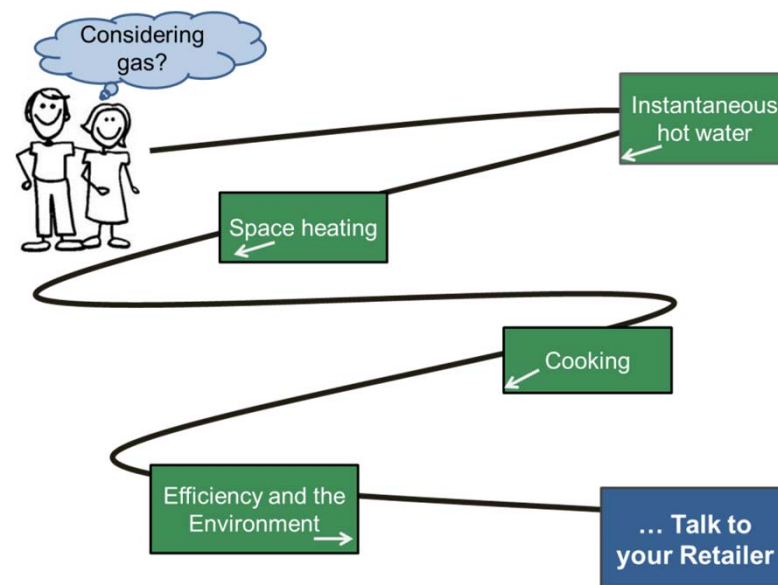 Considering
gas?
Instantaneous
hot water
Space heating
Cooking
Efficiency and the
Environment
... Talk to
your Retailer